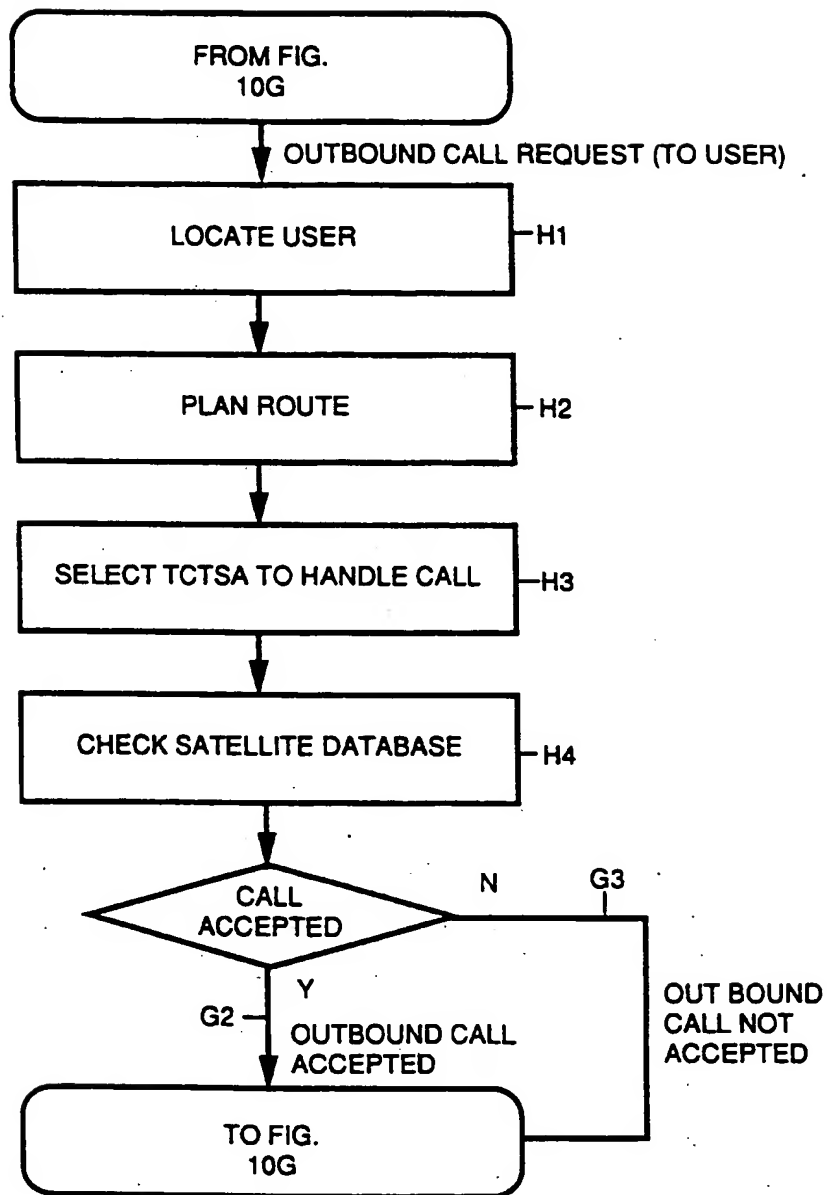 FROM FIG.
10G
OUTBOUND CALL REQUEST (TO USER)
LOCATE USER
H1
PLAN ROUTE
H2
SELECT TCTSA TO HANDLE CALL
H3
CHECK SATELLITE DATABASE
H4
CALL
ACCEPTED
N
G3
Y
G2
OUTBOUND CALL
ACCEPTED
OUT BOUND
CALL NOT
ACCEPTED
TO FIG.
10G